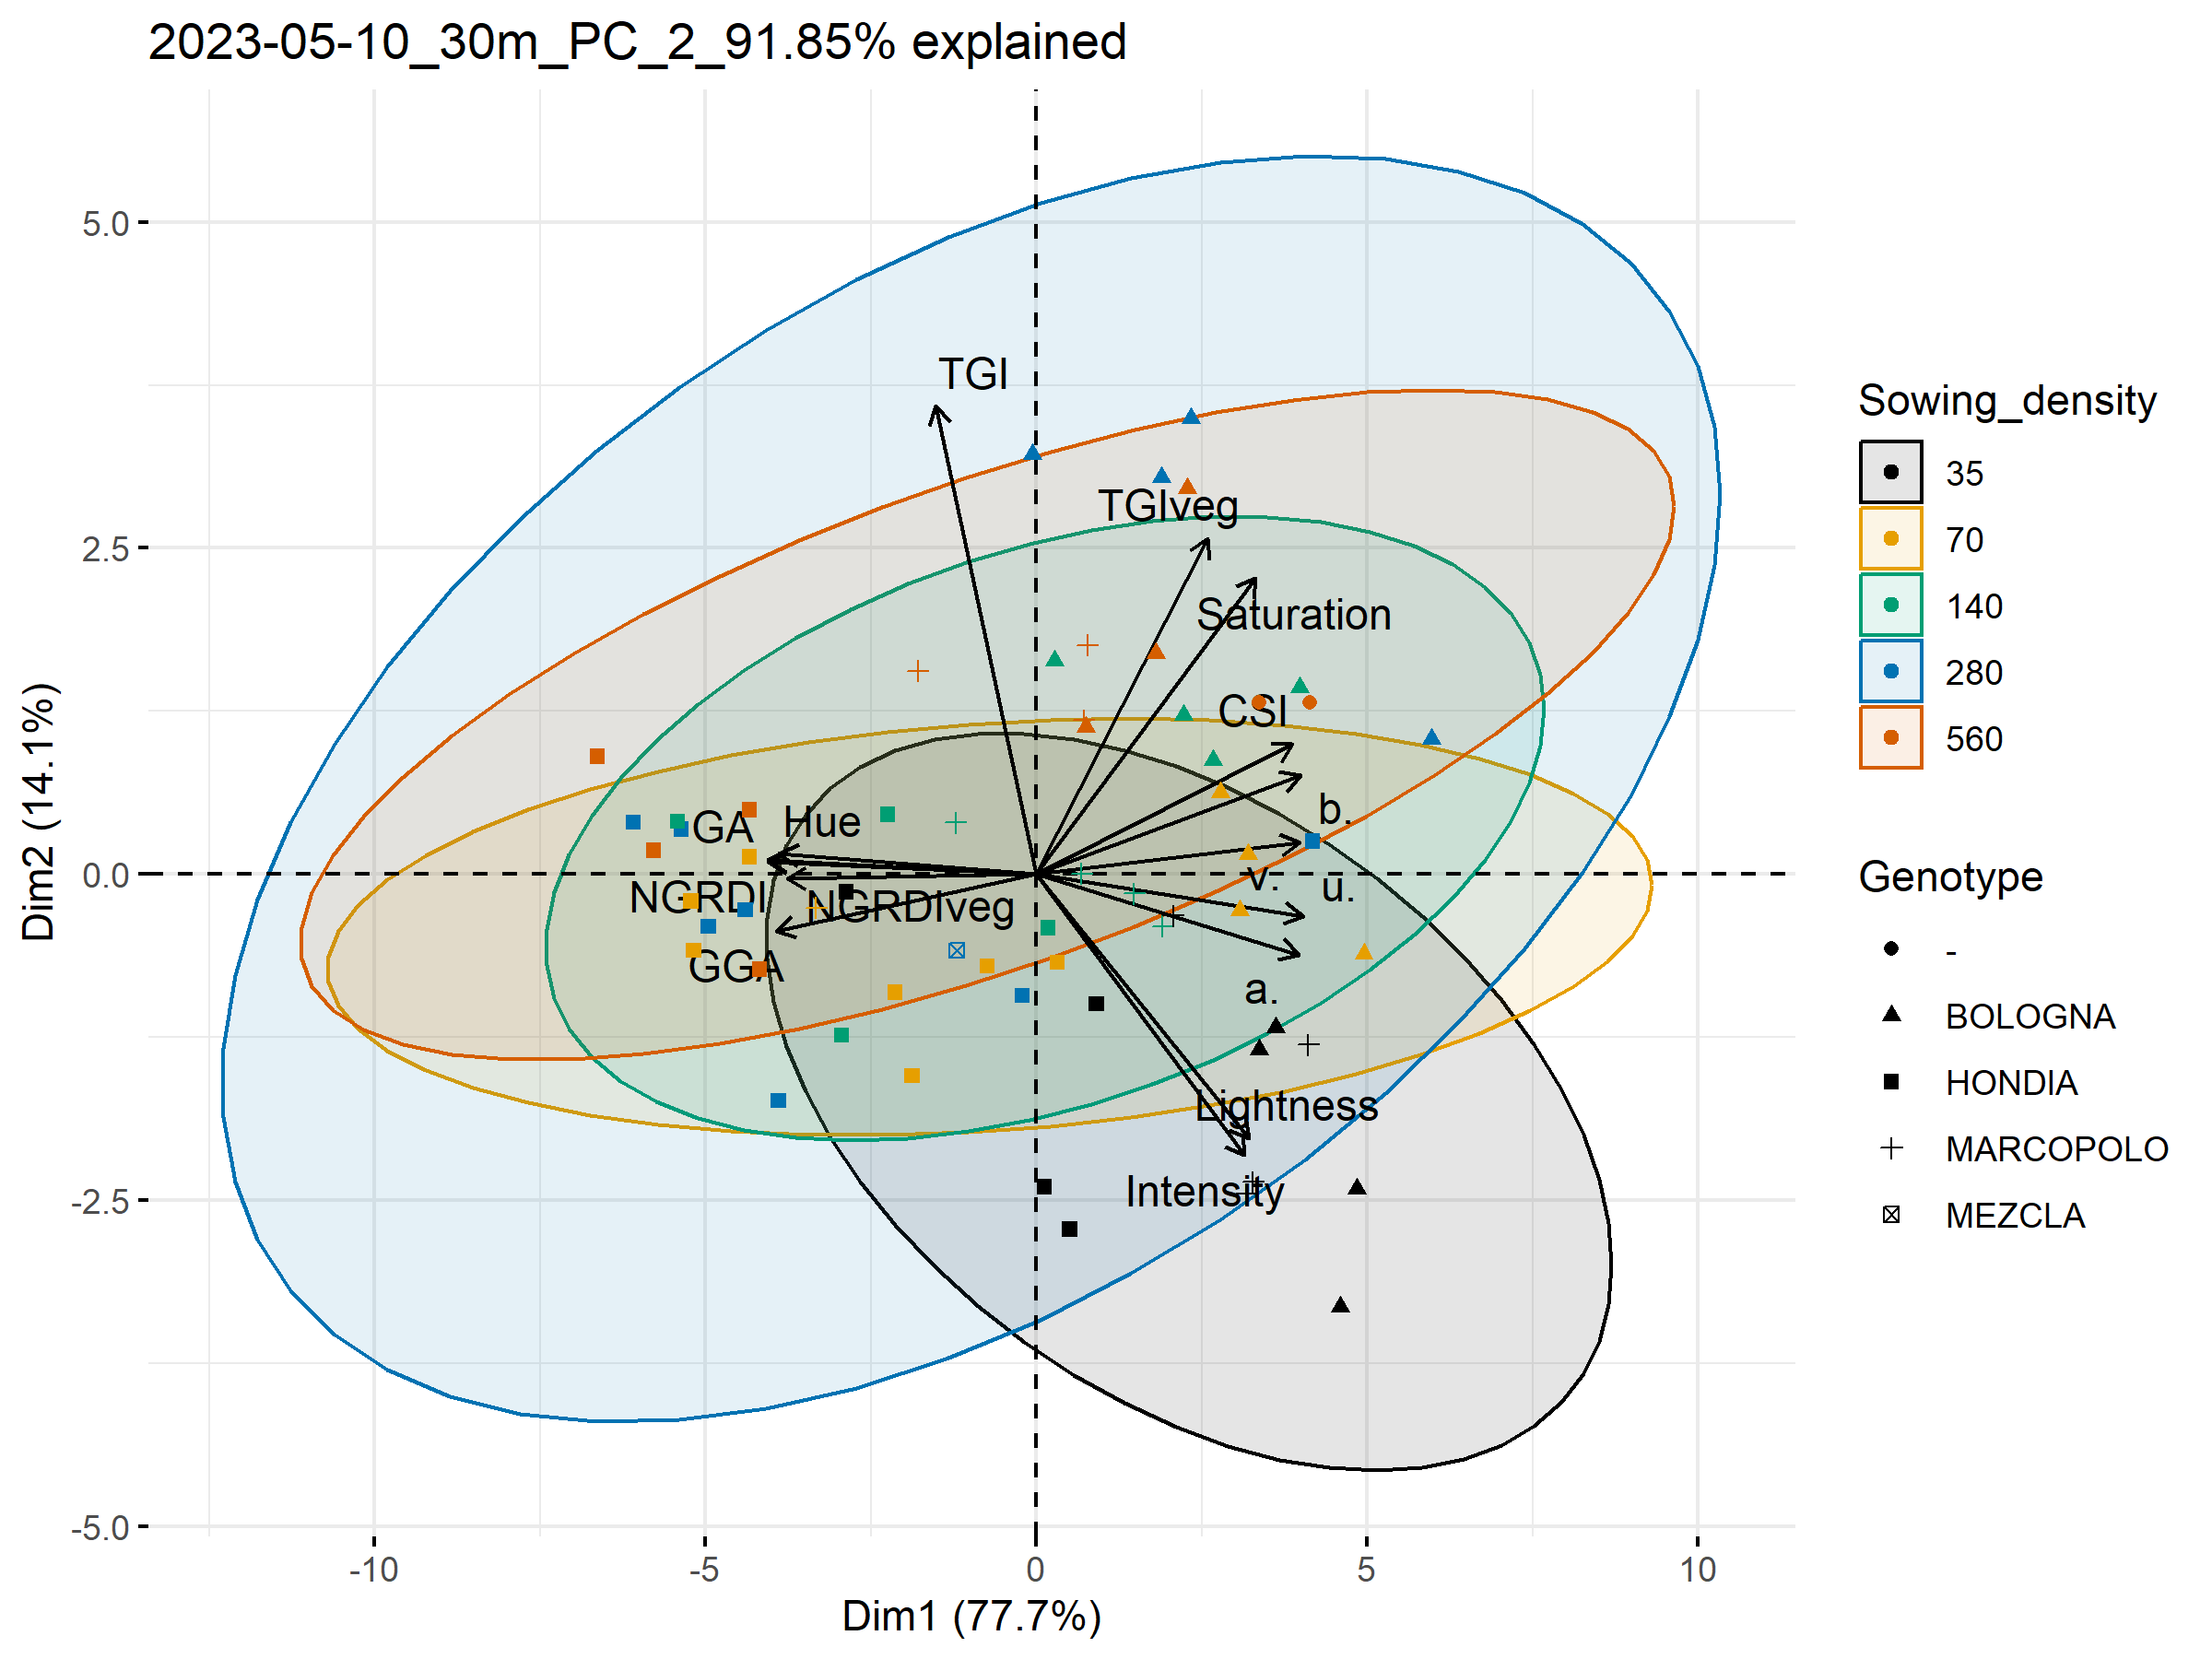 2023-05-10_30m_PC_2_91.85% explained
TGI
TGIveg
Saturation
CSI
b.
Hue
GA
v.
u.
NGRDI
NGRDIveg
GGA
a.
Lightness
Intensity
5.0
2.5
0.0
-2.5
-5.0
Dim2 (14.1%)
-10
-5
0
5
10
Dim1 (77.7%)
Sowing_density
35
70
140
280
560
Genotype
-
BOLOGNA
HONDIA
MARCOPOLO
MEZCLA